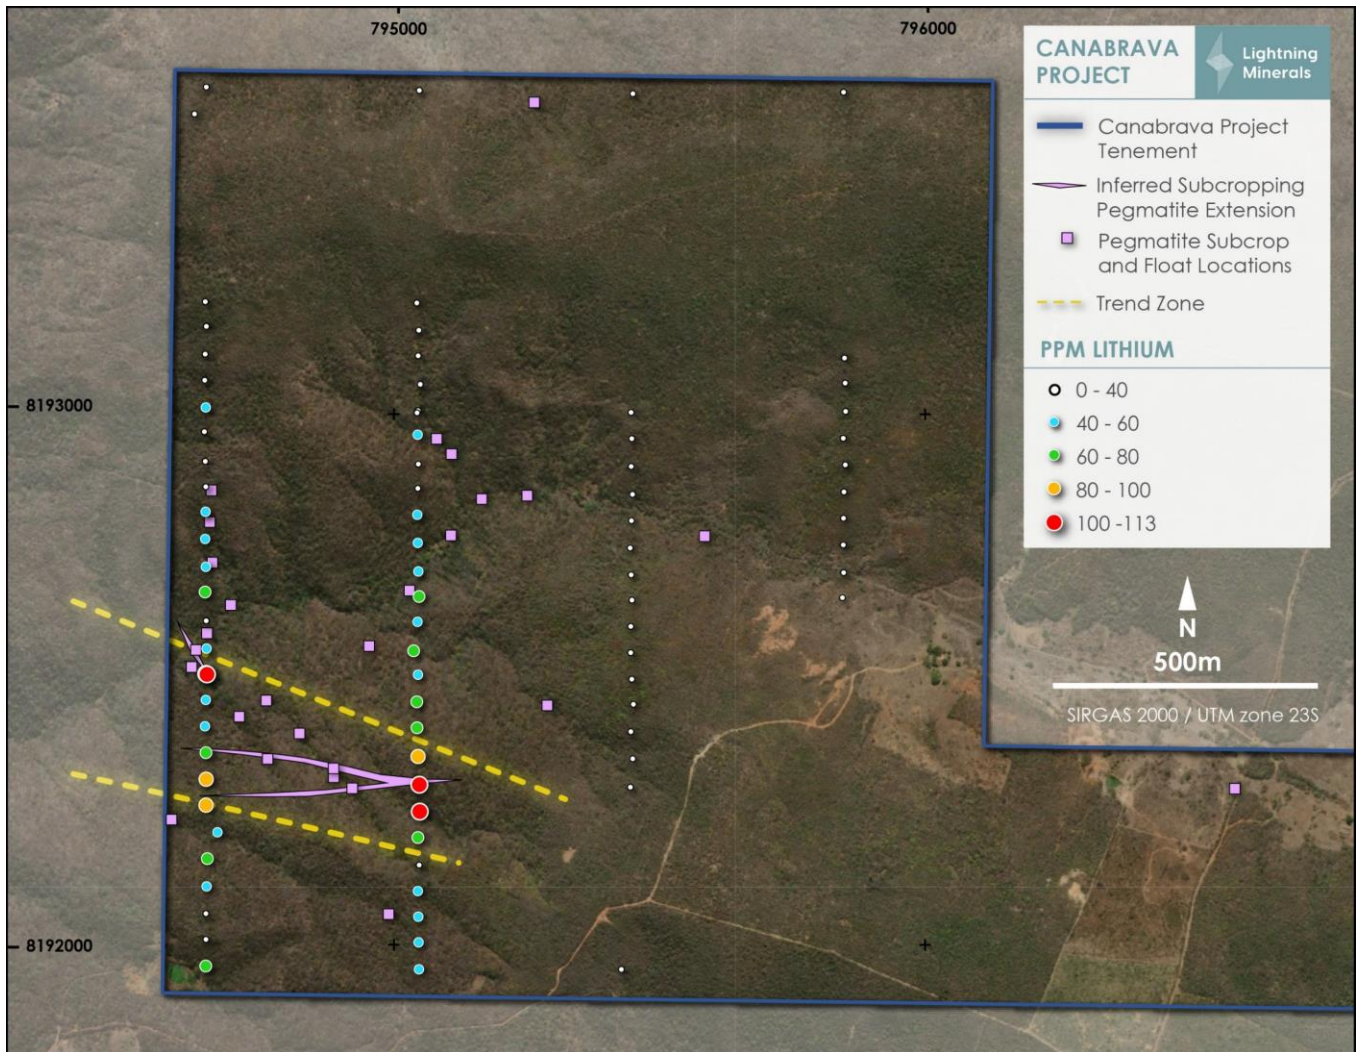 795000
796000
CANABRAVA
PROJECT
Lightning
Minerals
Canabrava Project
Tenement
Inferred Subcropping
Pegmatite Extension
Pegmatite Subcrop
and Float Locations
Trend Zone
PPM LITHIUM
0 - 40
40 - 60
60 - 80
80 - 100
100 -113
8193000
N
500m
SIRGAS 2000 / UTM zone 23S
8192000